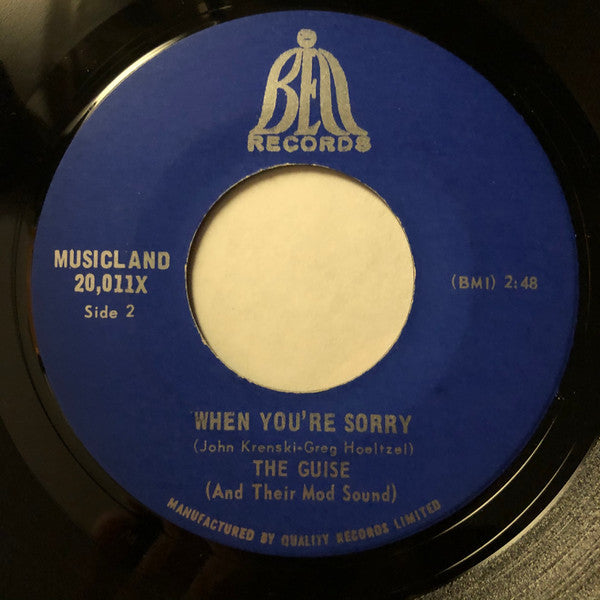 BELL
RECORDS
MUSICLAND
20,011X
Side 2
(BMI) 2:48
WHEN YOU'RE SORRY
(John Krenski-Greg Hoeltzel)
THE GUISE
(And Their Mod Sound)
MANUFACTURED BY QUALITY RECORDS LIMITED